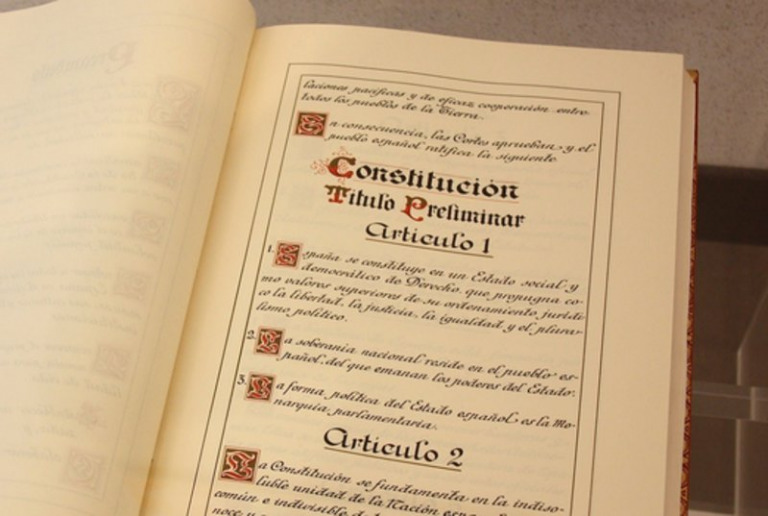 laciones pacíficas y de eficaz cooperación entre
todos los pueblos de la Tierra.
En consecuencia, las Cortes aprueban y el
pueblo español ratifica la siguiente
Constitución
Título Preliminar
Artículo 1
1. España se constituye en un Estado social y
democrático de Derecho, que propugna co-
mo valores superiores de su ordenamiento jurídi-
co la libertad, la justicia, la igualdad y el plura-
lismo político.
2. La soberanía nacional reside en el pueblo es-
pañol, del que emanan los poderes del Estado.
3. La forma política del Estado español es la Mo-
narquía parlamentaria.
Artículo 2
La Constitución se fundamenta en la indiso-
luble unidad de la Nación
común e indivisible